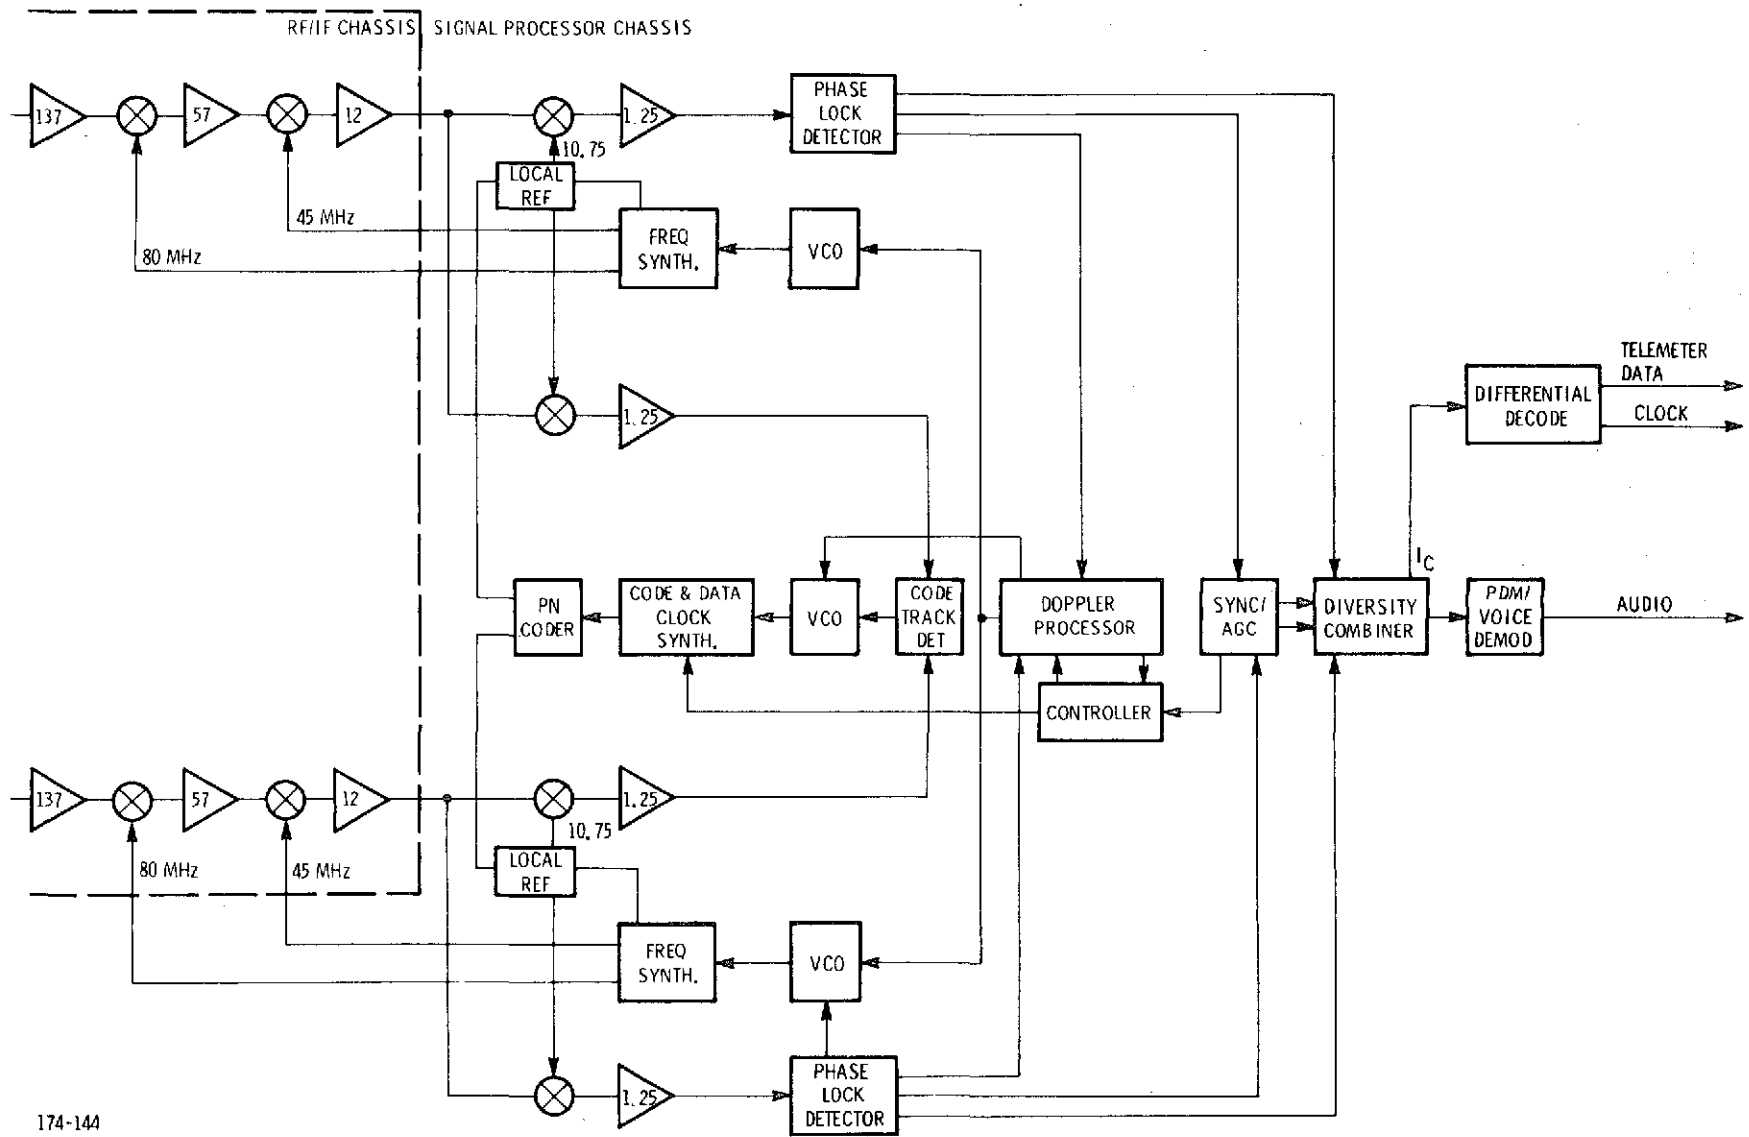 RF/IF CHASSIS
SIGNAL PROCESSOR CHASSIS
137
57
12
1.25
PHASE
LOCK
DETECTOR
10.75
LOCAL
REF
45 MHz
80 MHz
FREQ
SYNTH.
VCO
1.25
TELEMETER
DATA
DIFFERENTIAL
DECODE
CLOCK
I_C
PN
CODER
CODE & DATA
CLOCK
SYNTH.
VCO
CODE
TRACK
DET
DOPPLER
PROCESSOR
SYNC/
AGC
DIVERSITY
COMBINER
PDM/
VOICE
DEMOD
AUDIO
CONTROLLER
137
57
12
1.25
10.75
LOCAL
REF
80 MHz
45 MHz
FREQ
SYNTH.
VCO
1.25
PHASE
LOCK
DETECTOR
174-144